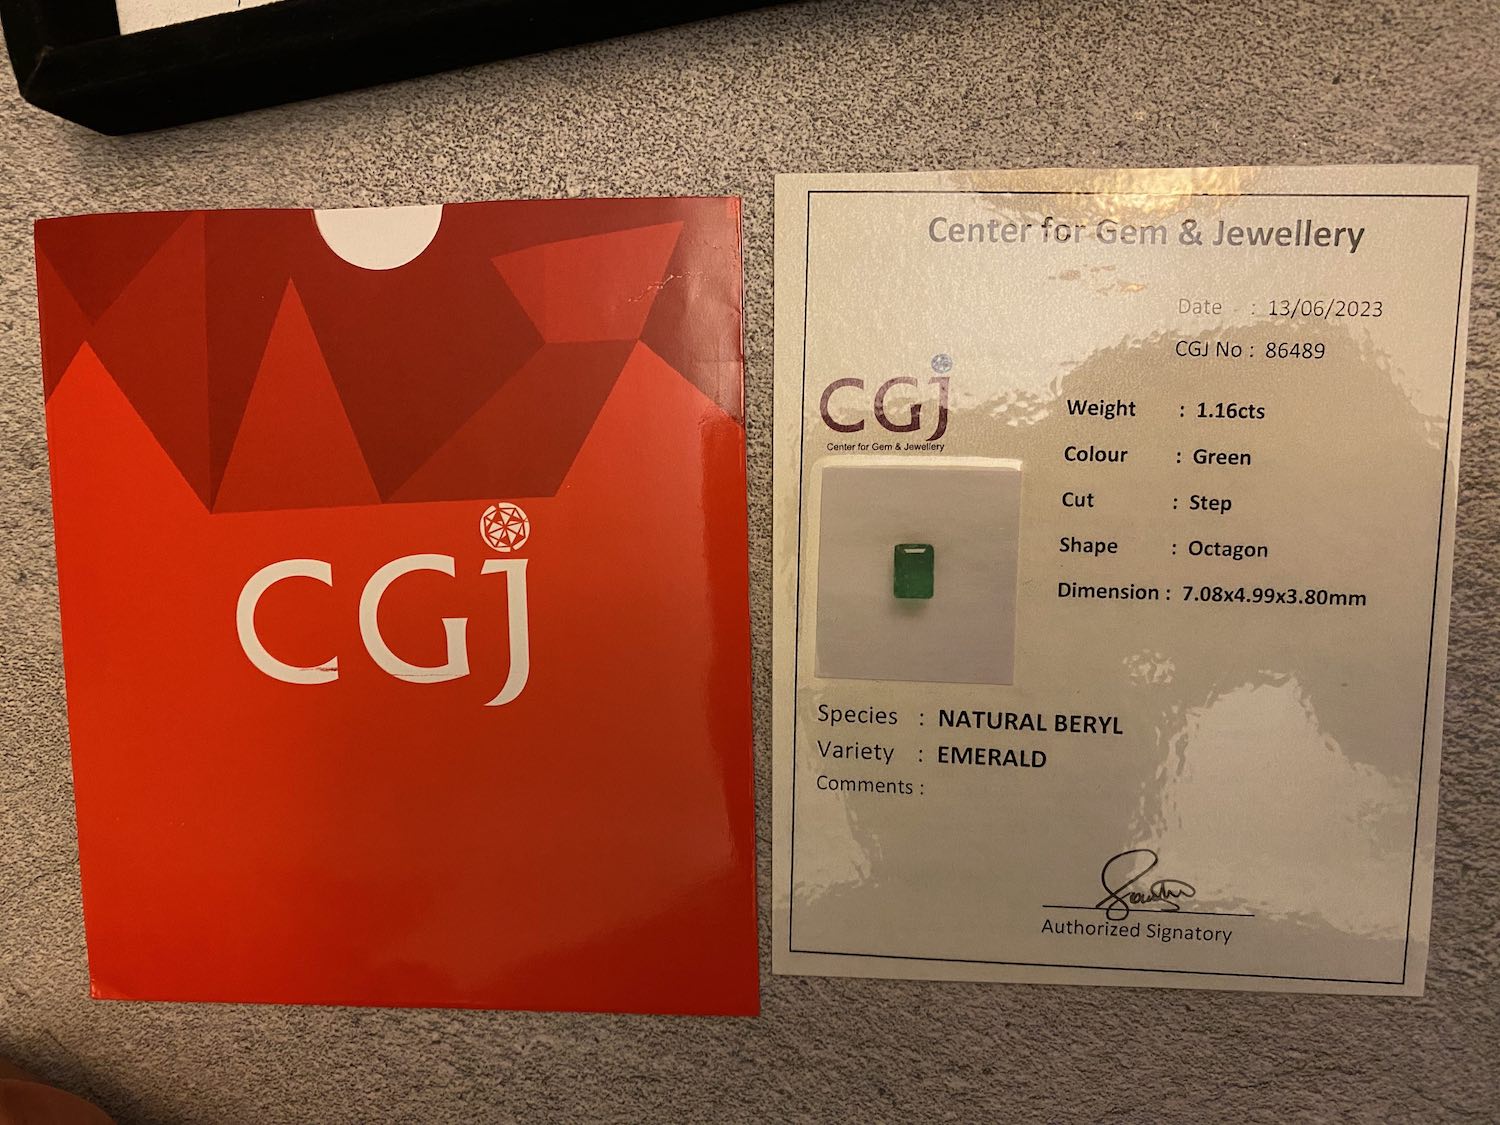 CGJ
Center for Gem & Jewellery
Date : 13/06/2023
CGJ No : 86489
CGJ
Center for Gem & Jewellery
Weight : 1.16cts
Colour : Green
Cut : Step
Shape : Octagon
Dimension : 7.08x4.99x3.80mm
Species : NATURAL BERYL
Variety : EMERALD
Comments :
Authorized Signatory